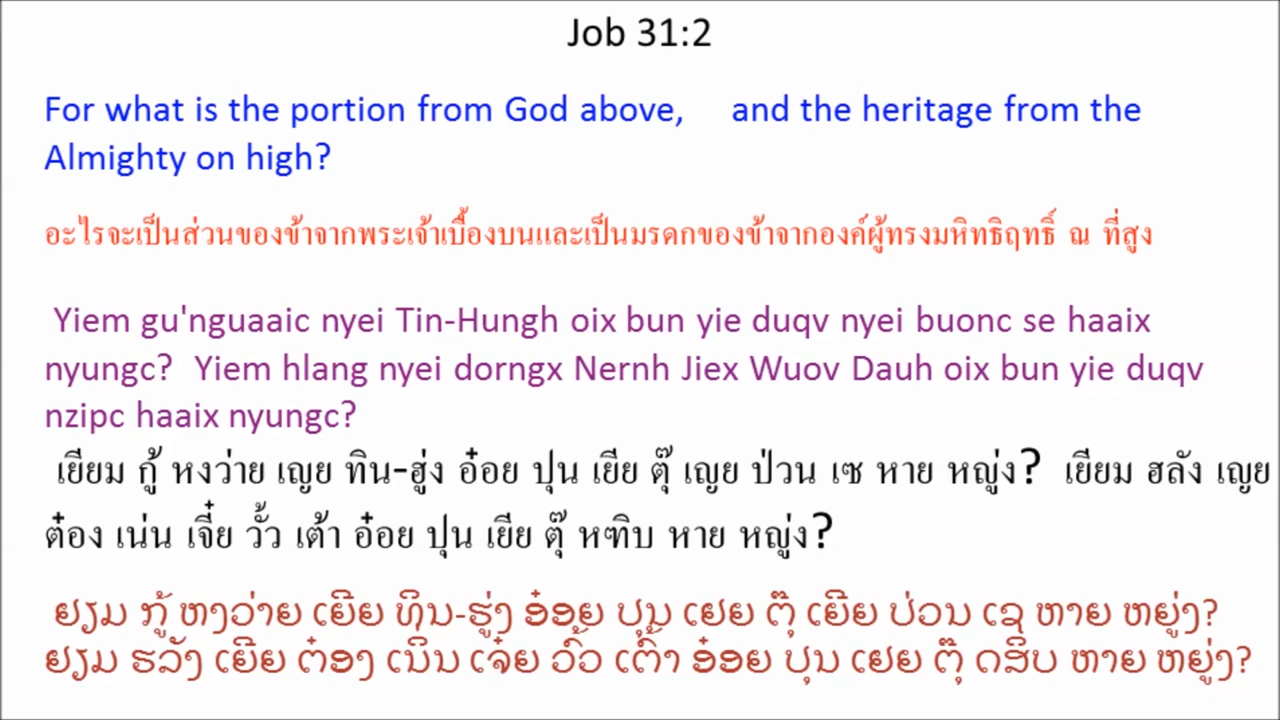 Job 31:2
For what is the portion from God above, and the heritage from the
Almighty on high?
อะไรจะเป็นส่วนของข้าจากพระเจ้าเบื้องบนและเป็นมรดกของข้าจากองค์ผู้ทรงมหิทธิฤทธิ์ ณ ที่สูง
Yiem gu'nguaaic nyei Tin-Hungh oix bun yie duqv nyei buonc se haaix
nyungc? Yiem hlang nyei dorngx Nernh Jiex Wuov Dauh oix bun yie duqv
nzipc haaix nyungc?
เยียม กู้ หงว่าย เญย ทิน-ฮู่ง อ๋อย ปุน เยีย ตุ๊ เญย ป่วน เซ หาย หญู่ง? เยียม ฮลัง เญย
ต๋อง เน่น เจี๋ย วั้ว เต้า อ๋อย ปุน เยีย ตุ๊ หฑิบ หาย หญู่ง?
ຢຽມ ກູ້ ຫງວ່າຍ ເຍີຍ ທິນ-ຮູ່ງ ອ໋ອຍ ປຸນ ເຢຍ ຕຸ໊ ເຍີຍ ປ່ວນ ເຊ ຫາຍ ຫຍູ່ງ?
ຢຽມ ຮລັງ ເຍີຍ ຕ໋ອງ ເນິ່ນ ເຈ໋ຍ ວົ້ວ ເຕົ້າ ອ໋ອຍ ປຸນ ເຢຍ ຕຸ໊ ດສິບ ຫາຍ ຫຍູ່ງ?